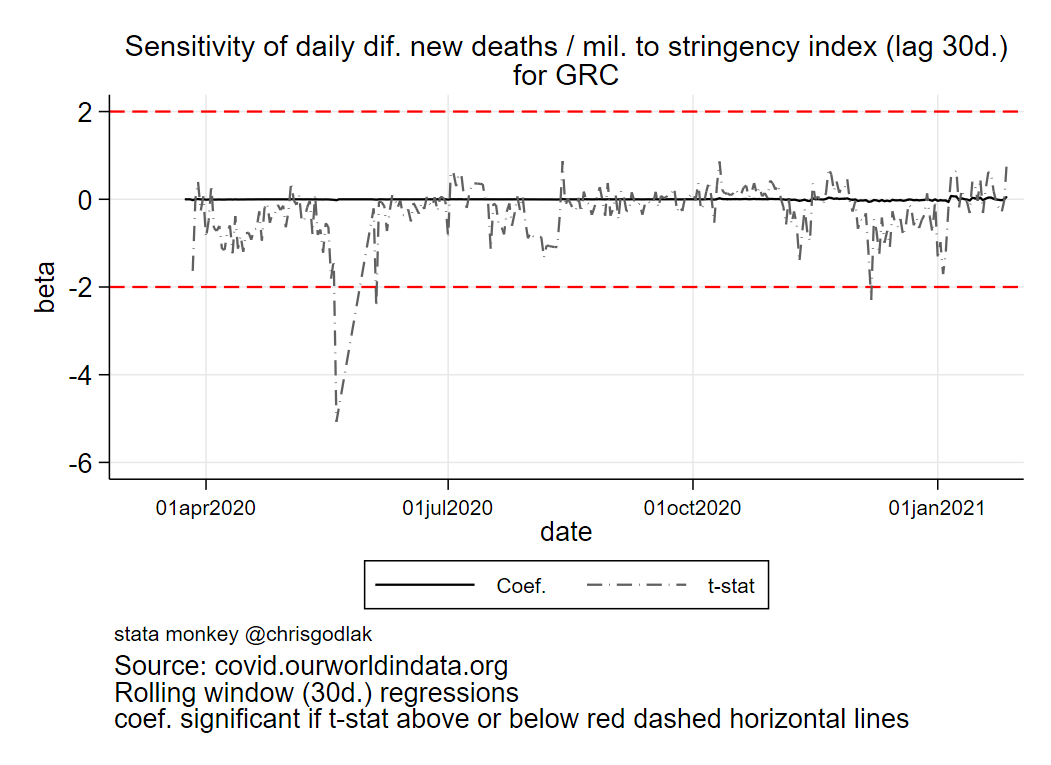 Sensitivity of daily dif. new deaths / mil. to stringency index (lag 30d.)
for GRC
2
0
-2
-4
-6
beta
01apr2020
01jul2020
01oct2020
01jan2021
date
Coef.
t-stat
stata monkey @chrisgodlak
Source: covid.ourworldindata.org
Rolling window (30d.) regressions
coef. significant if t-stat above or below red dashed horizontal lines